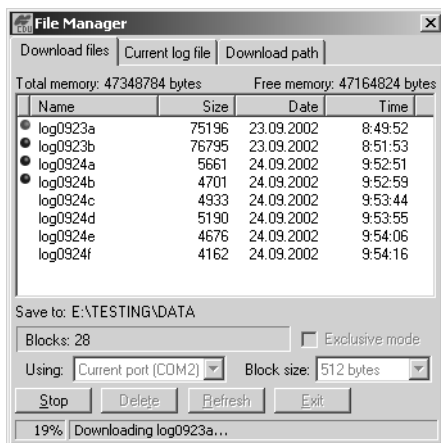 CDU File Manager
Download files Current log file Download path
Total memory: 47348784 bytes Free memory: 47164824 bytes
Name Size Date Time
log0923a 75196 23.09.2002 8:49:52
log0923b 76795 23.09.2002 8:51:53
log0924a 5661 24.09.2002 9:52:51
log0924b 4701 24.09.2002 9:52:59
log0924c 4933 24.09.2002 9:53:44
log0924d 5190 24.09.2002 9:53:55
log0924e 4676 24.09.2002 9:54:06
log0924f 4162 24.09.2002 9:54:16
Save to: E:\TESTING\DATA
Blocks: 28 Exclusive mode
Using: Current port (COM2) Block size: 512 bytes
Stop Delete Refresh Exit
19% Downloading log0923a...